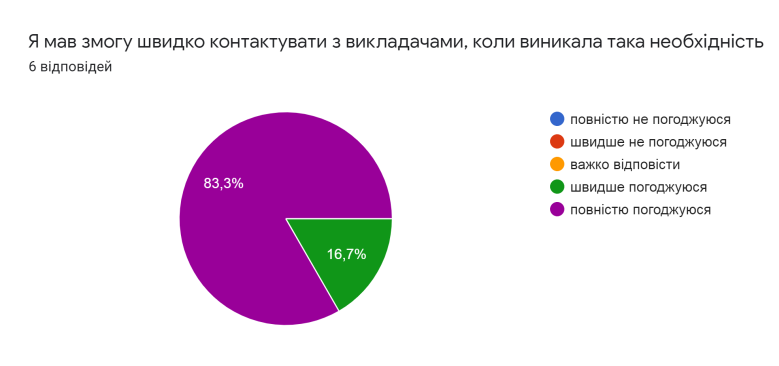 Я мав змогу швидко контактувати з викладачами, коли виникала така необхідність
6 відповідей
83,3%
16,7%
повністю не погоджуюся
швидше не погоджуюся
важко відповісти
швидше погоджуюся
повністю погоджуюся